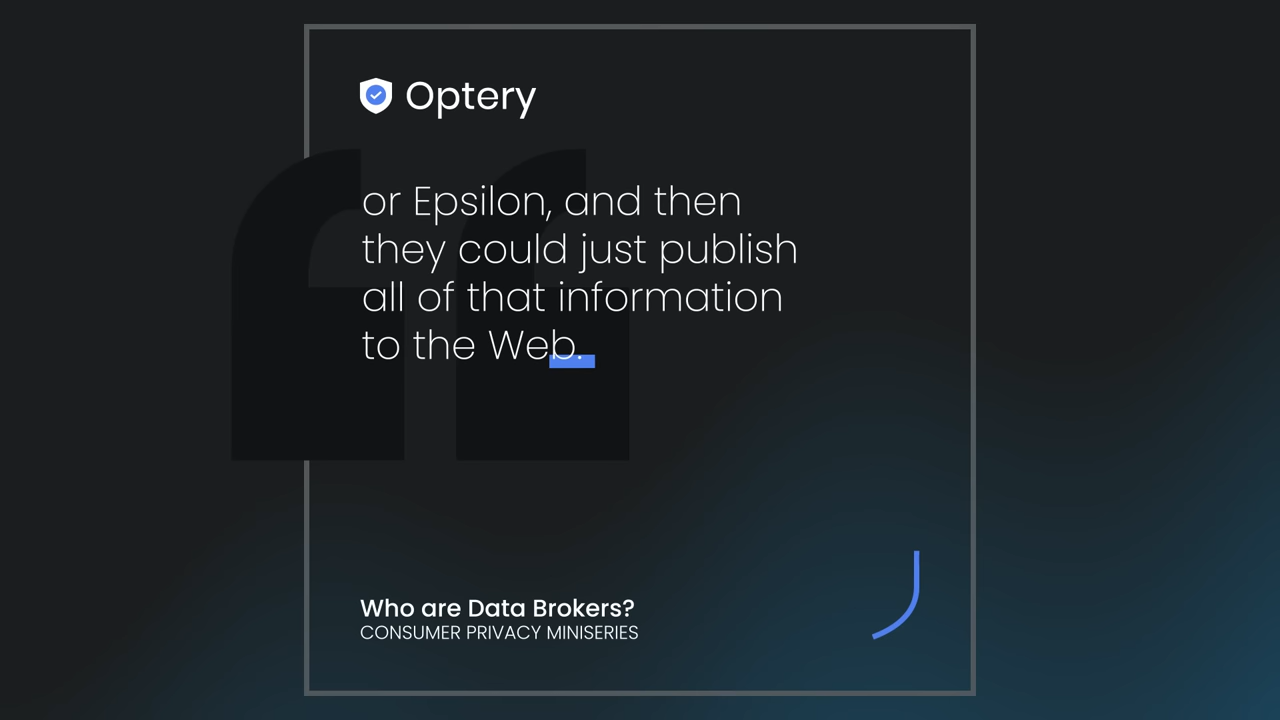 Optery
or Epsilon, and then
they could just publish
all of that information
to the Web.
Who are Data Brokers?
CONSUMER PRIVACY MINISERIES